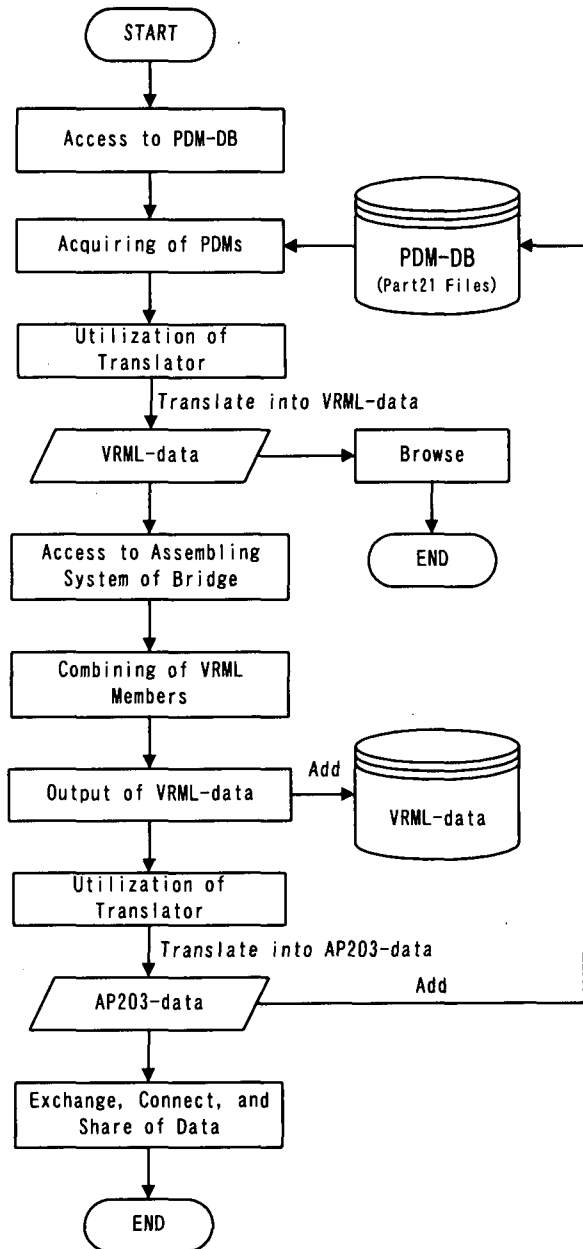 START
Access to PDM-DB
Acquiring of PDMs
PDM-DB
(Part21 Files)
Utilization of
Translator
Translate into VRML-data
VRML-data
Browse
Access to Assembling
System of Bridge
END
Combining of VRML
Members
Output of VRML-data
Add
VRML-data
Utilization of
Translator
Translate into AP203-data
AP203-data
Add
Exchange, Connect, and
Share of Data
END